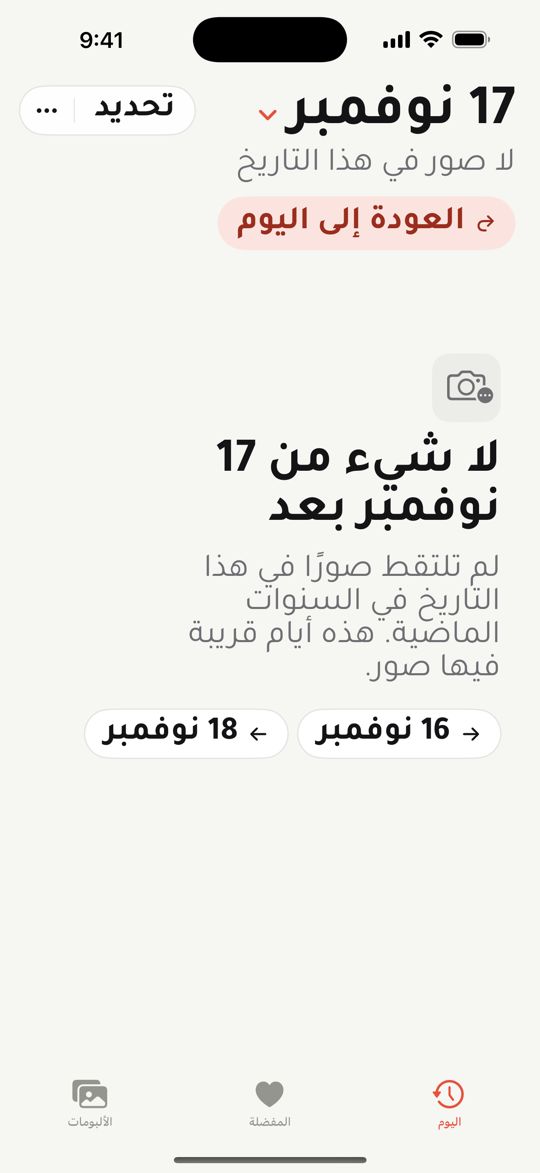 9:41
17 نوفمبر
تحديد
لا صور في هذا التاريخ
العودة إلى اليوم
لا شيء من 17
نوفمبر بعد
لم تلتقط صورًا في هذا
التاريخ في السنوات
الماضية. هذه أيام قريبة
فيها صور.
16 نوفمبر
18 نوفمبر
اليوم
المفضلة
الألبومات